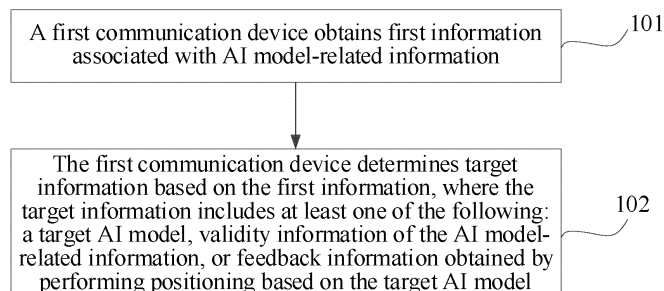 A first communication device obtains first information
associated with AI model-related information
101
The first communication device determines target
information based on the first information, where the
target information includes at least one of the following:
a target AI model, validity information of the AI model-
related information, or feedback information obtained by
performing positioning based on the target AI model
102